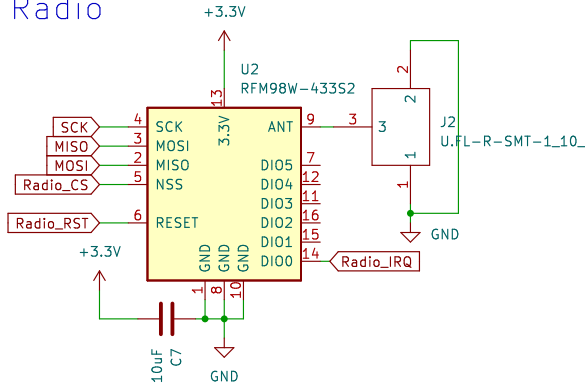 Radio
+3.3V
U2
RFM98W-433S2
13
3.3V
SCK
4
SCK
MISO
3
MOSI
MOSI
2
MISO
Radio_CS
5
NSS
Radio_RST
6
RESET
ANT
9
DIO5
7
DIO4
12
DIO3
11
DIO2
16
DIO1
15
DIO0
14
Radio_IRQ
GND
GND
GND
1
8
10
3
3
2
2
1
1
J2
U.FL-R-SMT-1_10_
GND
+3.3V
10uF
C7
GND